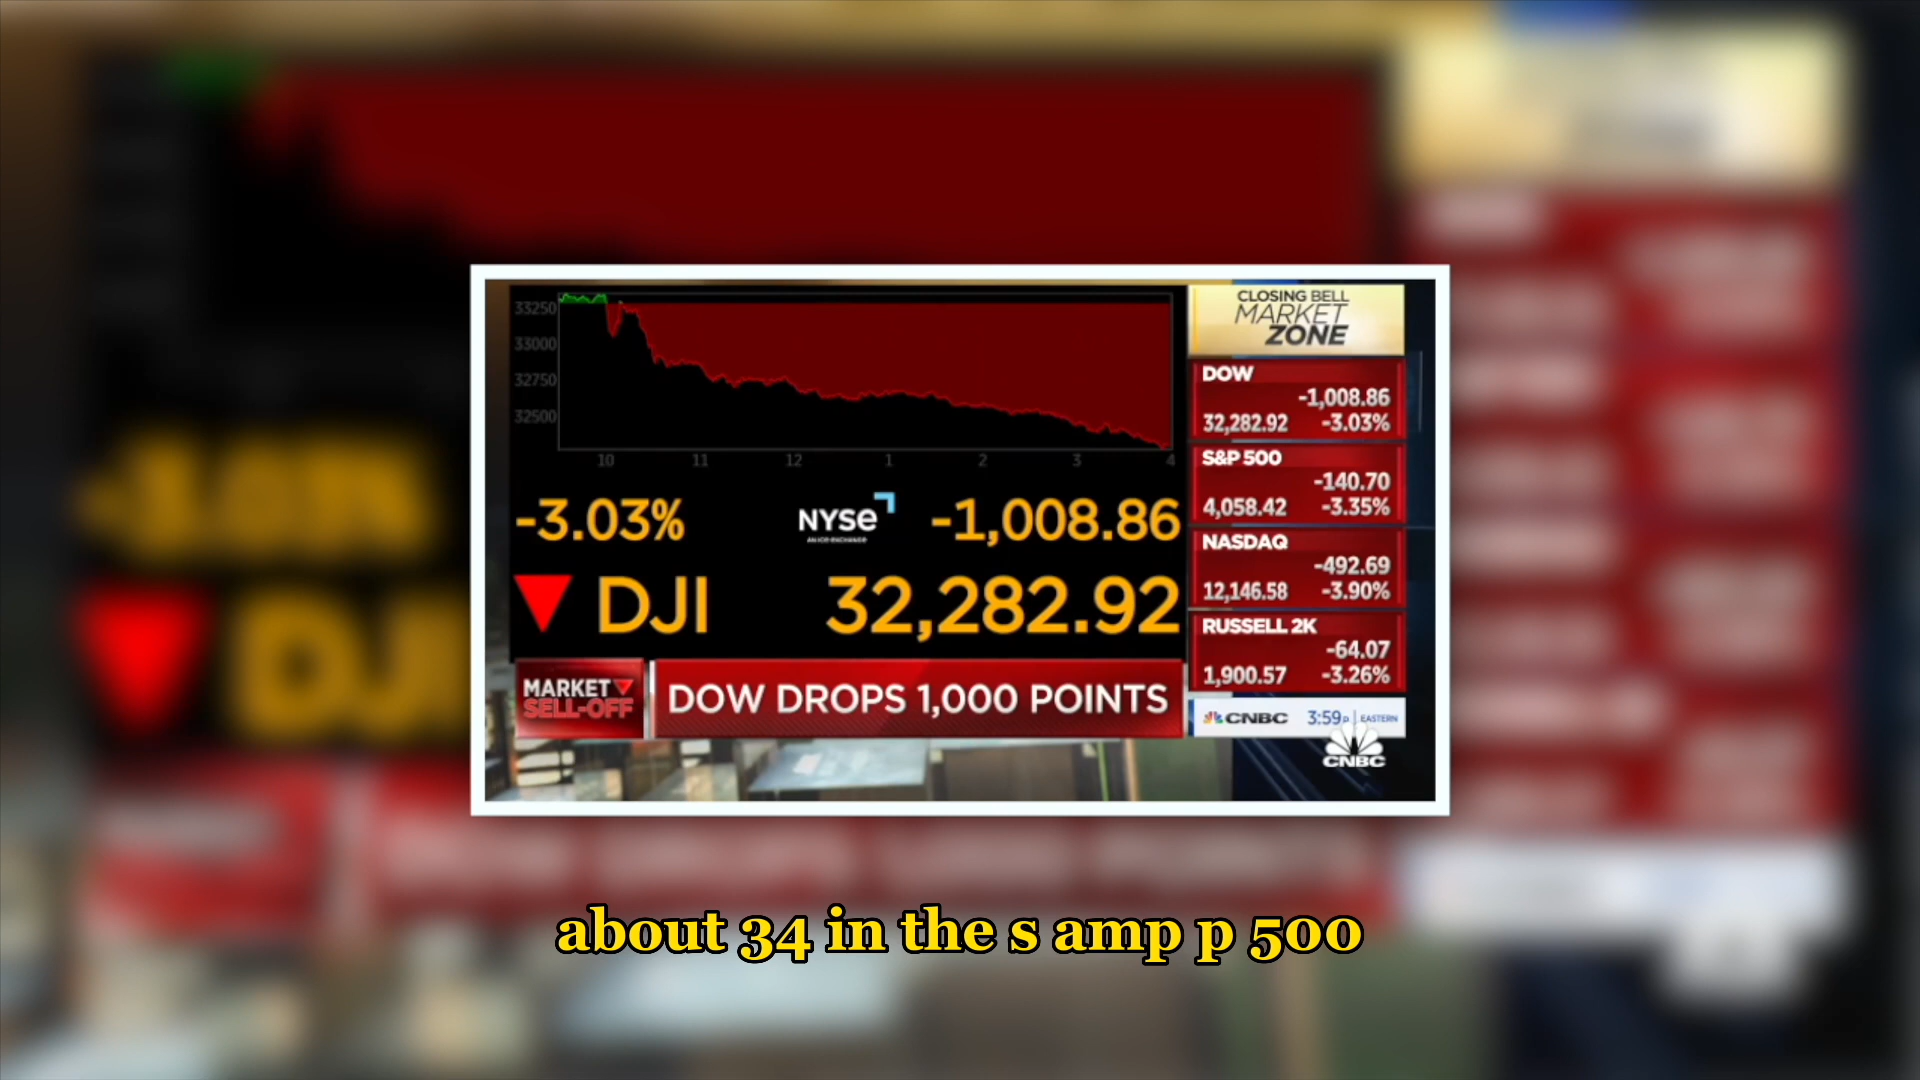 33250
33000
32750
32500
10 11 12 1 2 3 4
-3.03% NYSE -1,008.86
AN ICE EXCHANGE
DJI 32,282.92
MARKET
SELL-OFF
DOW DROPS 1,000 POINTS
CLOSING BELL
MARKET
ZONE
DOW
-1,008.86
32,282.92 -3.03%
S&P 500
-140.70
4,058.42 -3.35%
NASDAQ
-492.69
12,146.58 -3.90%
RUSSELL 2K
-64.07
1,900.57 -3.26%
CNBC 3:59p EASTERN
CNBC
about 34 in the s amp p 500